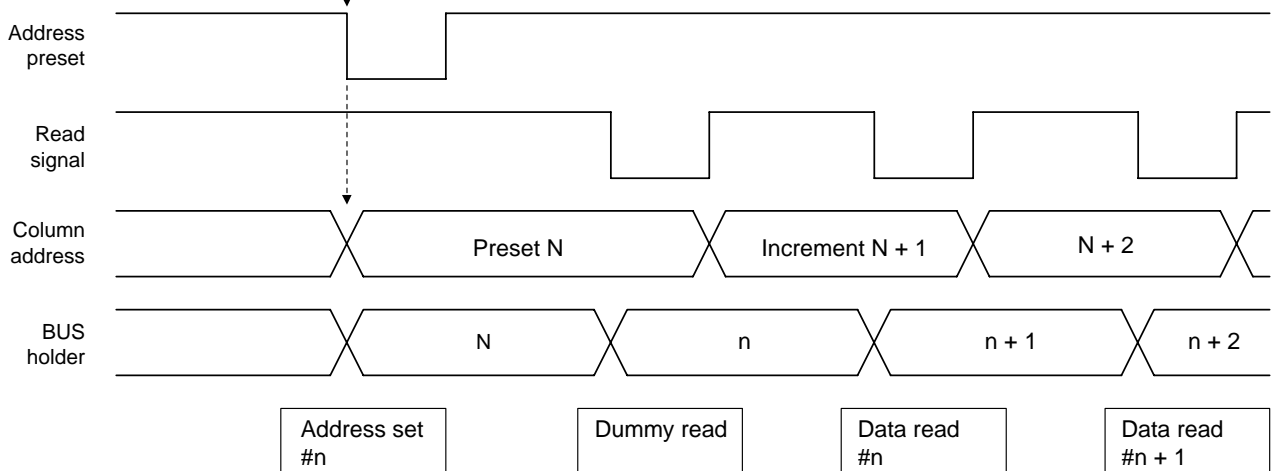 Address
preset
Read
signal
Column
address
Preset N
Increment N + 1
N + 2
BUS
holder
N
n
n + 1
n + 2
Address set
#n
Dummy read
Data read
#n
Data read
#n + 1